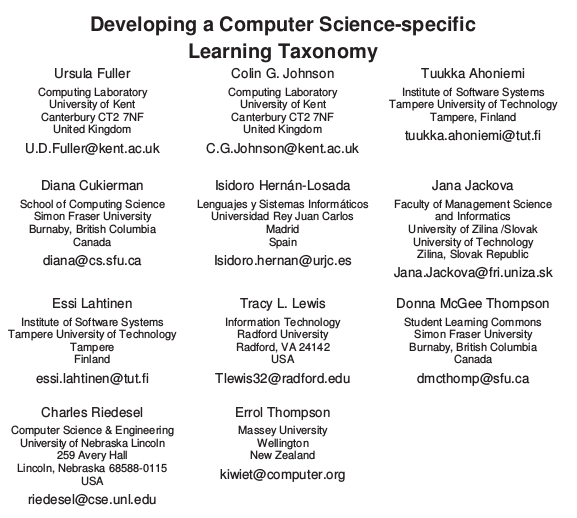 Developing a Computer Science-specific
Learning Taxonomy
Ursula Fuller
Computing Laboratory
University of Kent
Canterbury CT2 7NF
United Kingdom
U.D.Fuller@kent.ac.uk
Colin G. Johnson
Computing Laboratory
University of Kent
Canterbury CT2 7NF
United Kingdom
C.G.Johnson@kent.ac.uk
Tuukka Ahoniemi
Institute of Software Systems
Tampere University of Technology
Tampere, Finland
tuukka.ahoniemi@tut.fi
Diana Cukierman
School of Computing Science
Simon Fraser University
Burnaby, British Columbia
Canada
diana@cs.sfu.ca
Isidoro Hernán-Losada
Lenguajes y Sistemas Informáticos
Universidad Rey Juan Carlos
Madrid
Spain
Isidoro.hernan@urjc.es
Jana Jackova
Faculty of Management Science
and Informatics
University of Zilina /Slovak
University of Technology
Zilina, Slovak Republic
Jana.Jackova@fri.uniza.sk
Essi Lahtinen
Institute of Software Systems
Tampere University of Technology
Tampere
Finland
essi.lahtinen@tut.fi
Tracy L. Lewis
Information Technology
Radford University
Radford, VA 24142
USA
Tlewis32@radford.edu
Donna McGee Thompson
Student Learning Commons
Simon Fraser University
Burnaby, British Columbia
Canada
dmcthomp@sfu.ca
Charles Riedesel
Computer Science & Engineering
University of Nebraska Lincoln
259 Avery Hall
Lincoln, Nebraska 68588-0115
USA
riedesel@cse.unl.edu
Errol Thompson
Massey University
Wellington
New Zealand
kiwiet@computer.org